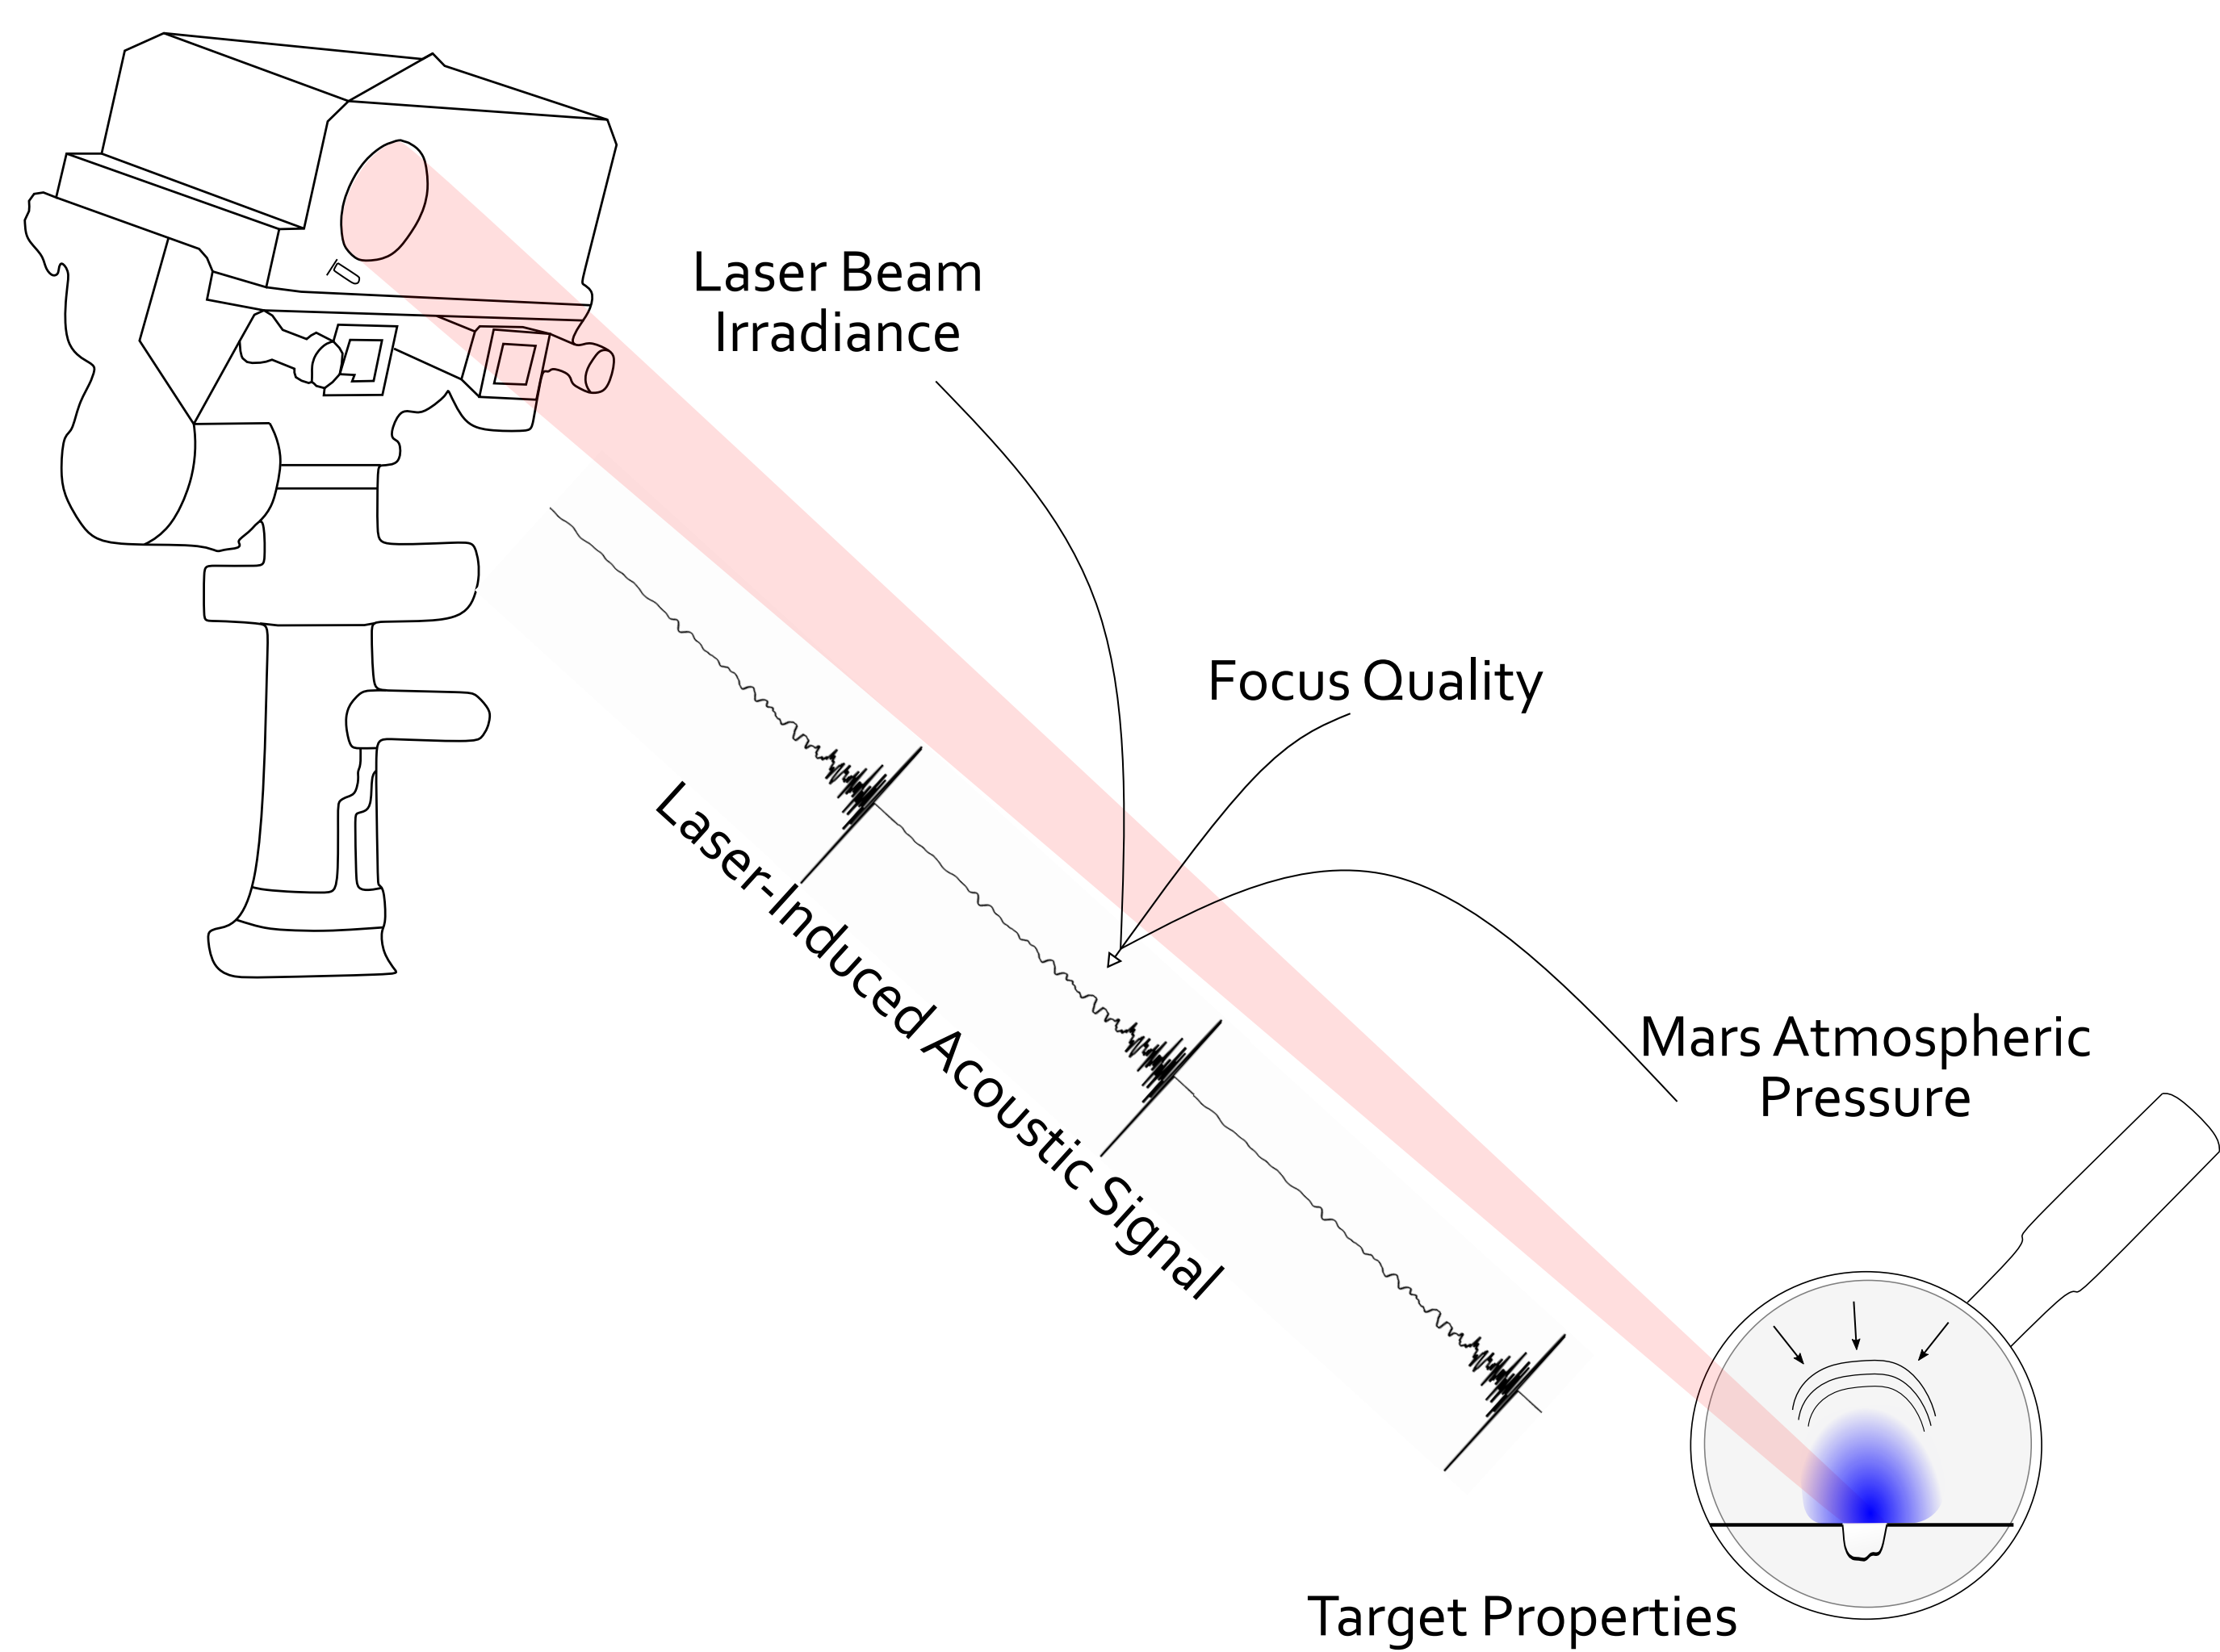 Laser Beam
Irradiance
Focus Quality
Laser-Induced Acoustic Signal
Mars Atmospheric
Pressure
Target Properties